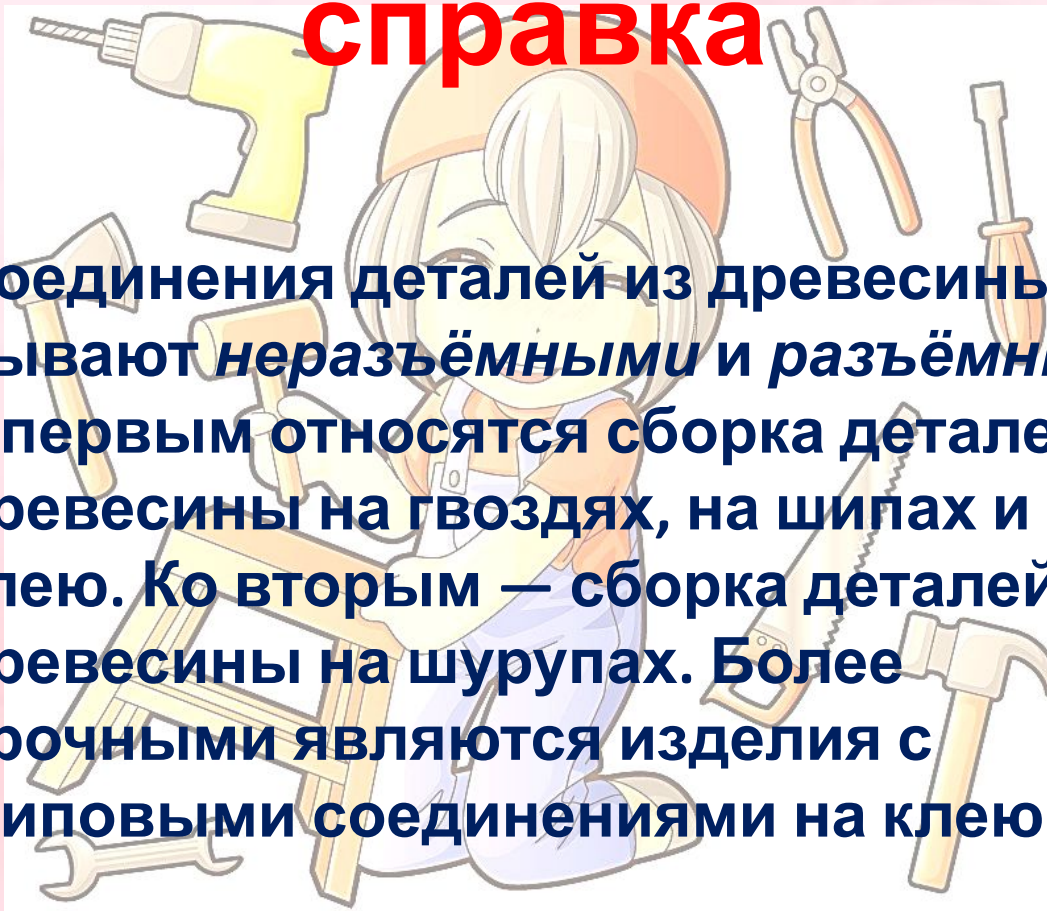 справка
оединения деталей из древесины
ывают неразъёмными и разъёмн
первым относятся сборка детале
ревесины на гвоздях, на шипах и
лею. Ко вторым — сборка деталей
ревесины на шурупах. Более
рочными являются изделия с
иповыми соединениями на клею